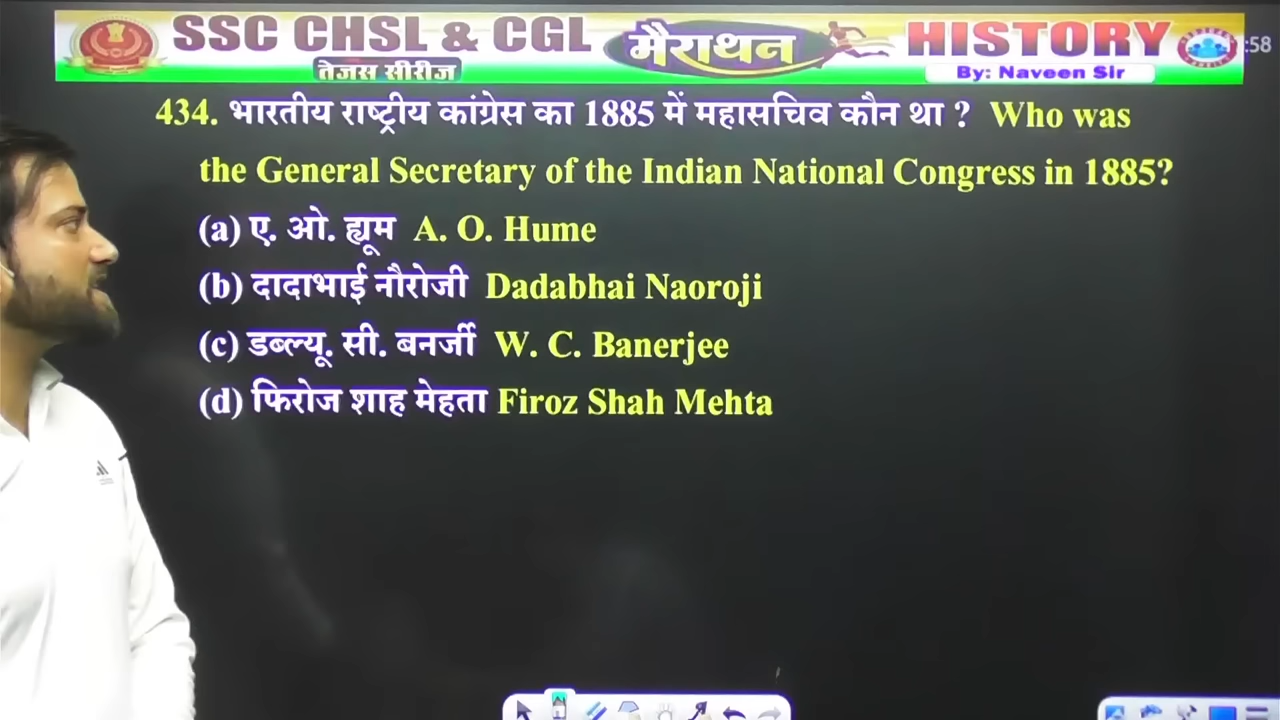 SSC CHSL & CGL
तेजस सीरीज
मैराथन
HISTORY
By: Naveen Sir
:58
434. भारतीय राष्ट्रीय कांग्रेस का 1885 में महासचिव कौन था ? Who was
the General Secretary of the Indian National Congress in 1885?
(a) ए. ओ. ह्यूम A. O. Hume
(b) दादाभाई नौरोजी Dadabhai Naoroji
(c) डब्ल्यू. सी. बनर्जी W. C. Banerjee
(d) फिरोज शाह मेहता Firoz Shah Mehta